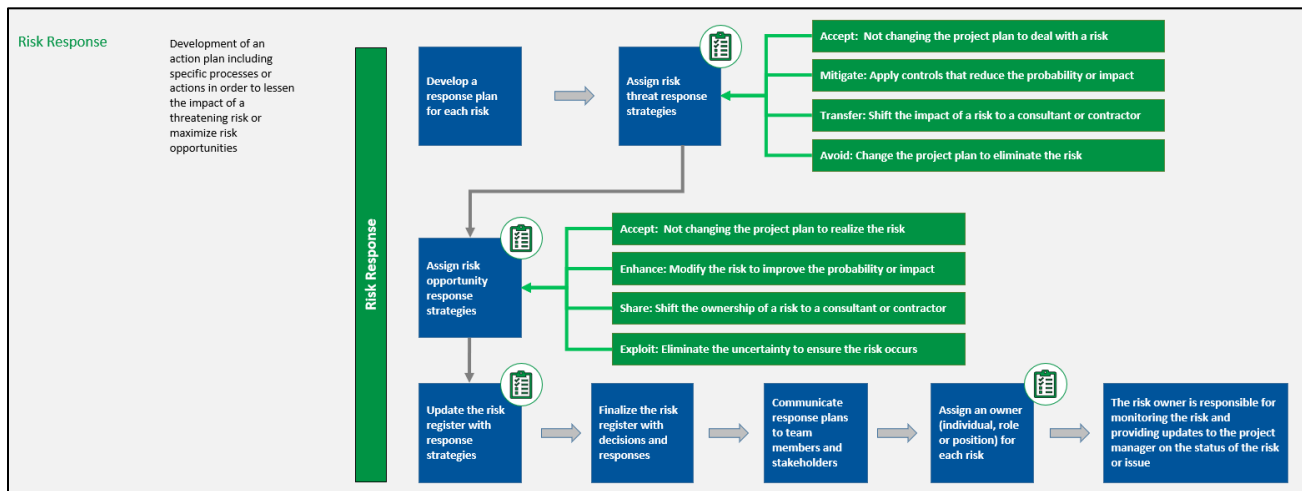 Risk Response
Development of an
action plan including
specific processes or
actions in order to lessen
the impact of a
threatening risk or
maximize risk
opportunities
Risk Response
Develop a
response plan
for each risk
Assign risk
threat response
strategies
Accept:  Not changing the project plan to deal with a risk
Mitigate: Apply controls that reduce the probability or impact
Transfer: Shift the impact of a risk to a consultant or contractor
Avoid: Change the project plan to eliminate the risk
Assign risk
opportunity
response
strategies
Accept:  Not changing the project plan to realize the risk
Enhance: Modify the risk to improve the probability or impact
Share: Shift the ownership of a risk to a consultant or contractor
Exploit: Eliminate the uncertainty to ensure the risk occurs
Update the risk
register with
response
strategies
Finalize the risk
register with
decisions and
responses
Communicate
response plans
to team
members and
stakeholders
Assign an owner
(individual, role
or position) for
each risk
The risk owner is responsible for
monitoring the risk and
providing updates to the project
manager on the status of the risk
or issue